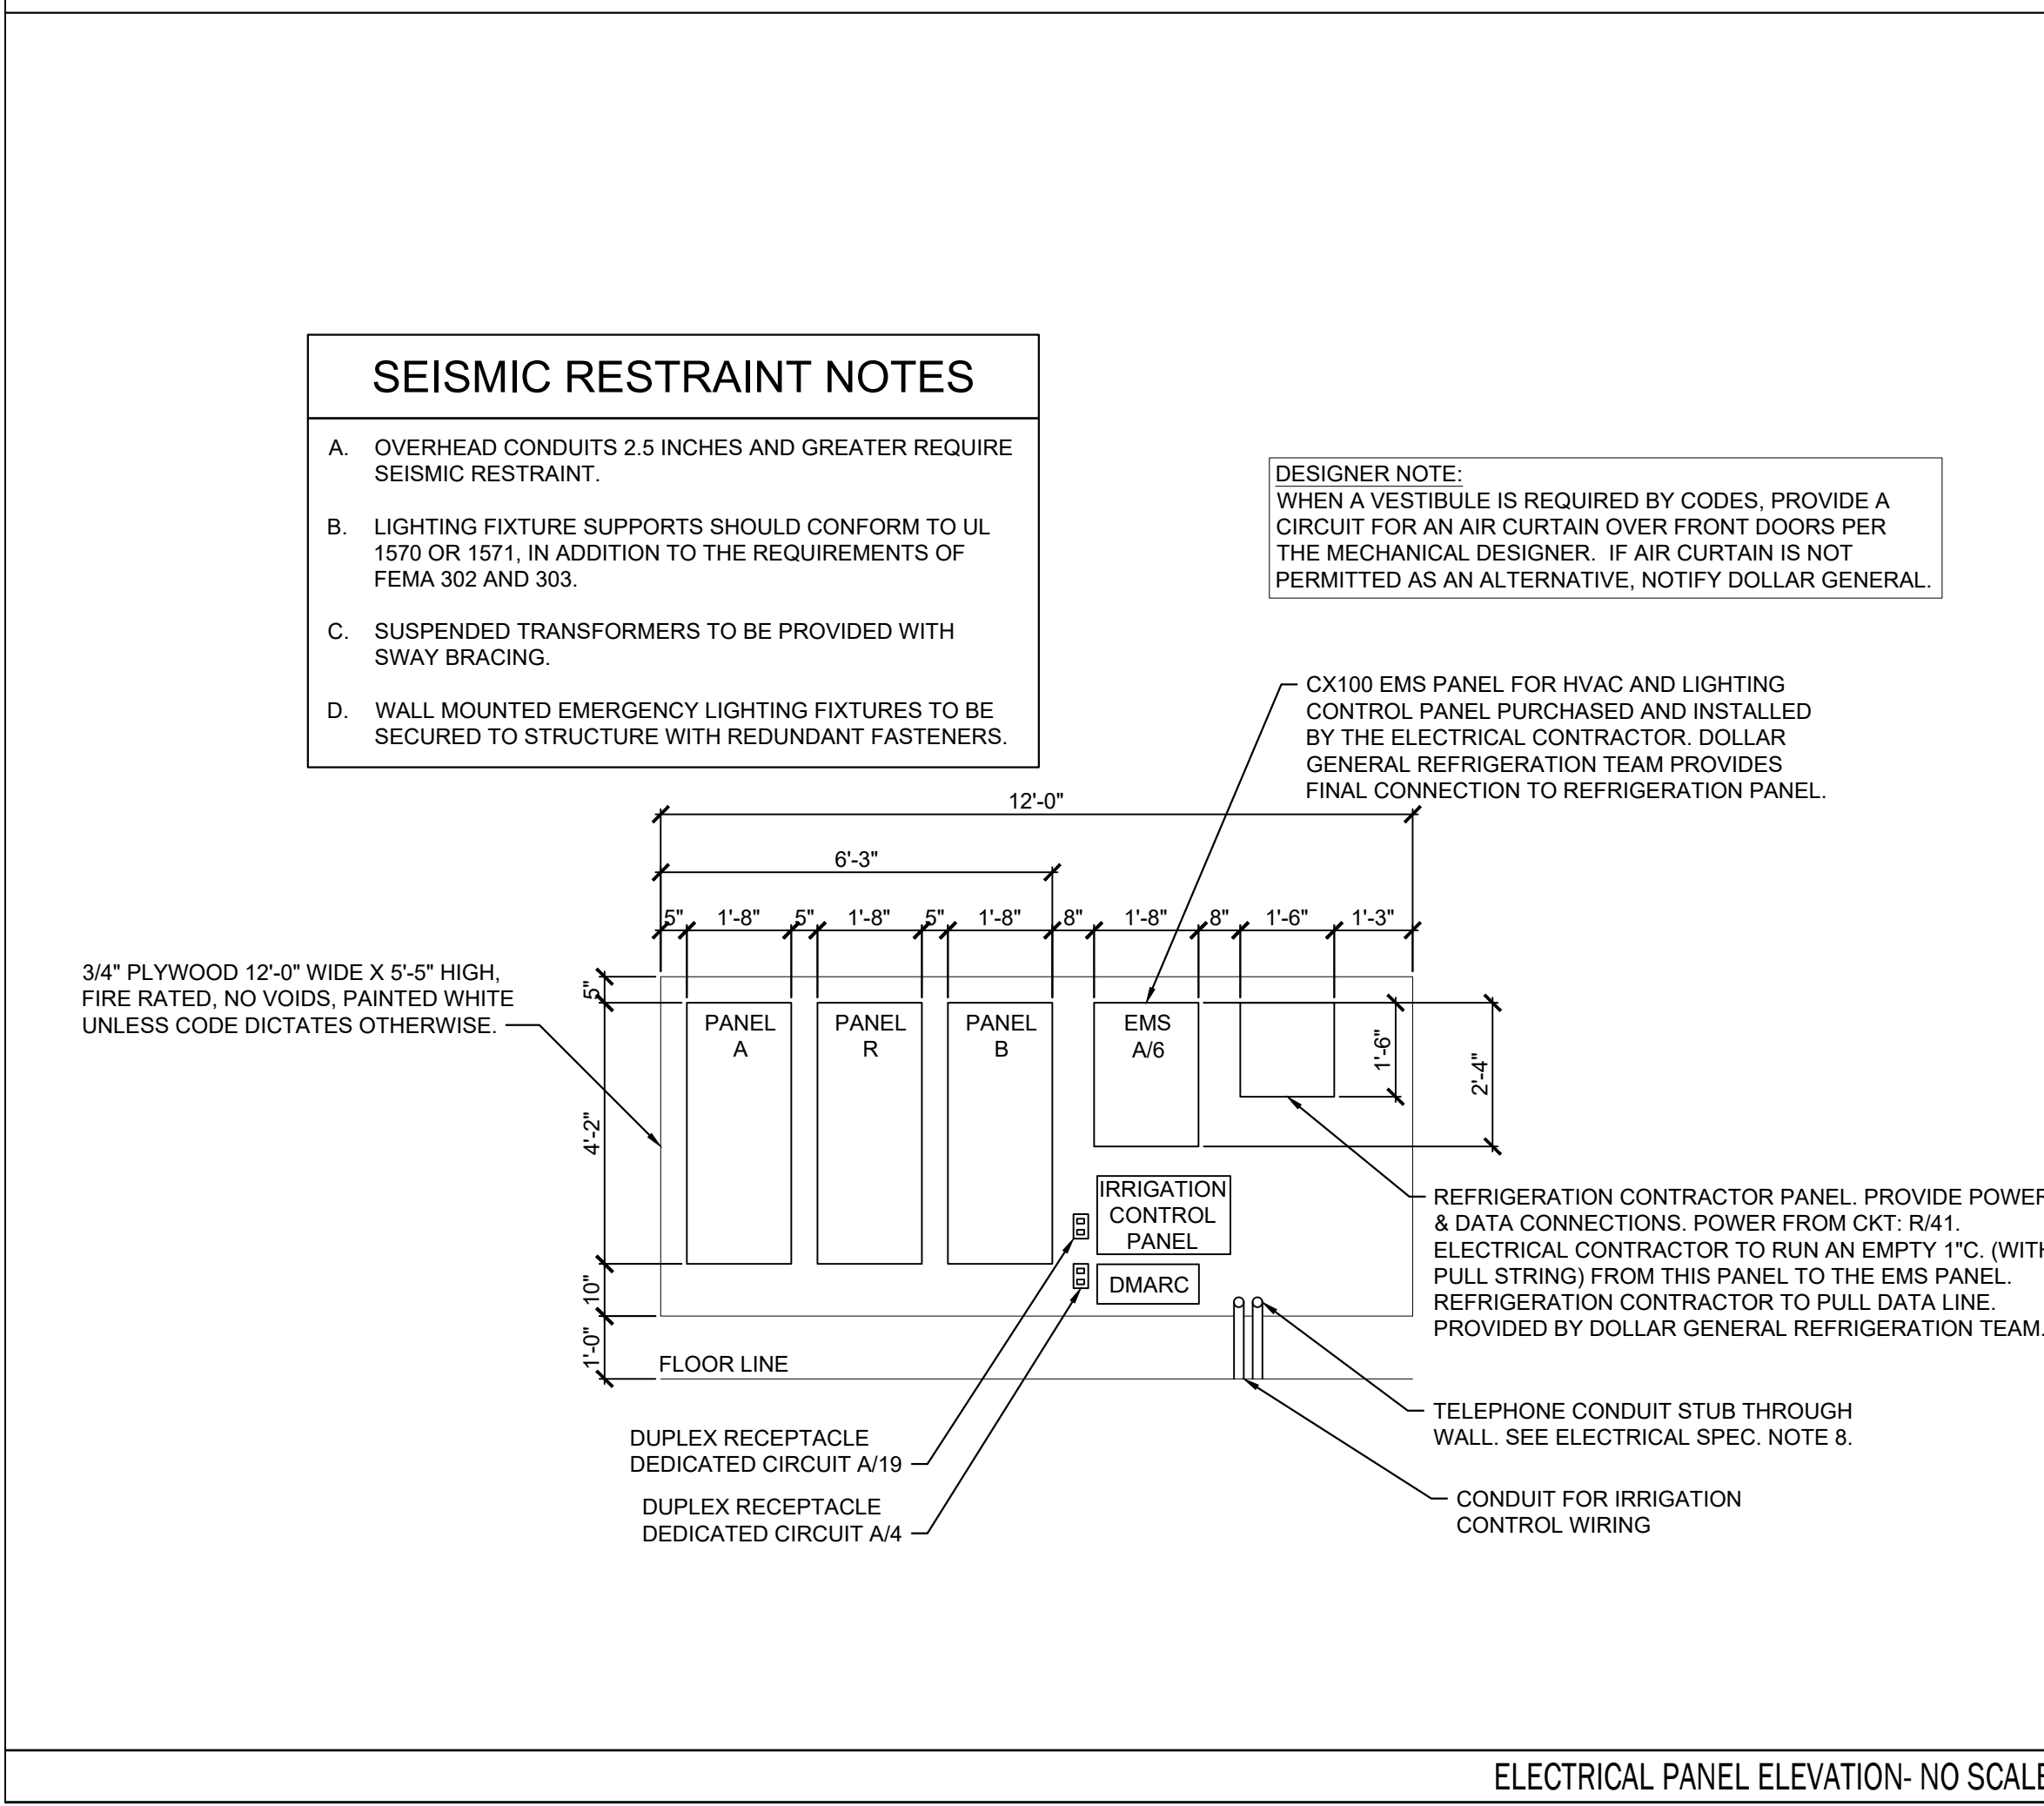 SEISMIC RESTRAINT NOTES
A. OVERHEAD CONDUITS 2.5 INCHES AND GREATER REQUIRE
SEISMIC RESTRAINT.
B. LIGHTING FIXTURE SUPPORTS SHOULD CONFORM TO UL
1570 OR 1571, IN ADDITION TO THE REQUIREMENTS OF
FEMA 302 AND 303.
C. SUSPENDED TRANSFORMERS TO BE PROVIDED WITH
SWAY BRACING.
D. WALL MOUNTED EMERGENCY LIGHTING FIXTURES TO BE
SECURED TO STRUCTURE WITH REDUNDANT FASTENERS.
DESIGNER NOTE:
WHEN A VESTIBULE IS REQUIRED BY CODES, PROVIDE A
CIRCUIT FOR AN AIR CURTAIN OVER FRONT DOORS PER
THE MECHANICAL DESIGNER. IF AIR CURTAIN IS NOT
PERMITTED AS AN ALTERNATIVE, NOTIFY DOLLAR GENERAL.
CX100 EMS PANEL FOR HVAC AND LIGHTING
CONTROL PANEL PURCHASED AND INSTALLED
BY THE ELECTRICAL CONTRACTOR. DOLLAR
GENERAL REFRIGERATION TEAM PROVIDES
FINAL CONNECTION TO REFRIGERATION PANEL.
12'-0"
6'-3"
5" 1'-8" 5" 1'-8" 5" 1'-8" 8" 1'-8" 8" 1'-6" 1'-3"
3/4" PLYWOOD 12'-0" WIDE X 5'-5" HIGH,
FIRE RATED, NO VOIDS, PAINTED WHITE
UNLESS CODE DICTATES OTHERWISE.
5"
4'-2"
10"
1'-0"
PANEL
A
PANEL
R
PANEL
B
EMS
A/6
1'-6"
2'-4"
IRRIGATION
CONTROL
PANEL
DMARC
FLOOR LINE
REFRIGERATION CONTRACTOR PANEL. PROVIDE POWER
& DATA CONNECTIONS. POWER FROM CKT: R/41.
ELECTRICAL CONTRACTOR TO RUN AN EMPTY 1"C. (WITH
PULL STRING) FROM THIS PANEL TO THE EMS PANEL.
REFRIGERATION CONTRACTOR TO PULL DATA LINE.
PROVIDED BY DOLLAR GENERAL REFRIGERATION TEAM.
TELEPHONE CONDUIT STUB THROUGH
WALL. SEE ELECTRICAL SPEC. NOTE 8.
CONDUIT FOR IRRIGATION
CONTROL WIRING
DUPLEX RECEPTACLE
DEDICATED CIRCUIT A/19
DUPLEX RECEPTACLE
DEDICATED CIRCUIT A/4
ELECTRICAL PANEL ELEVATION- NO SCALE